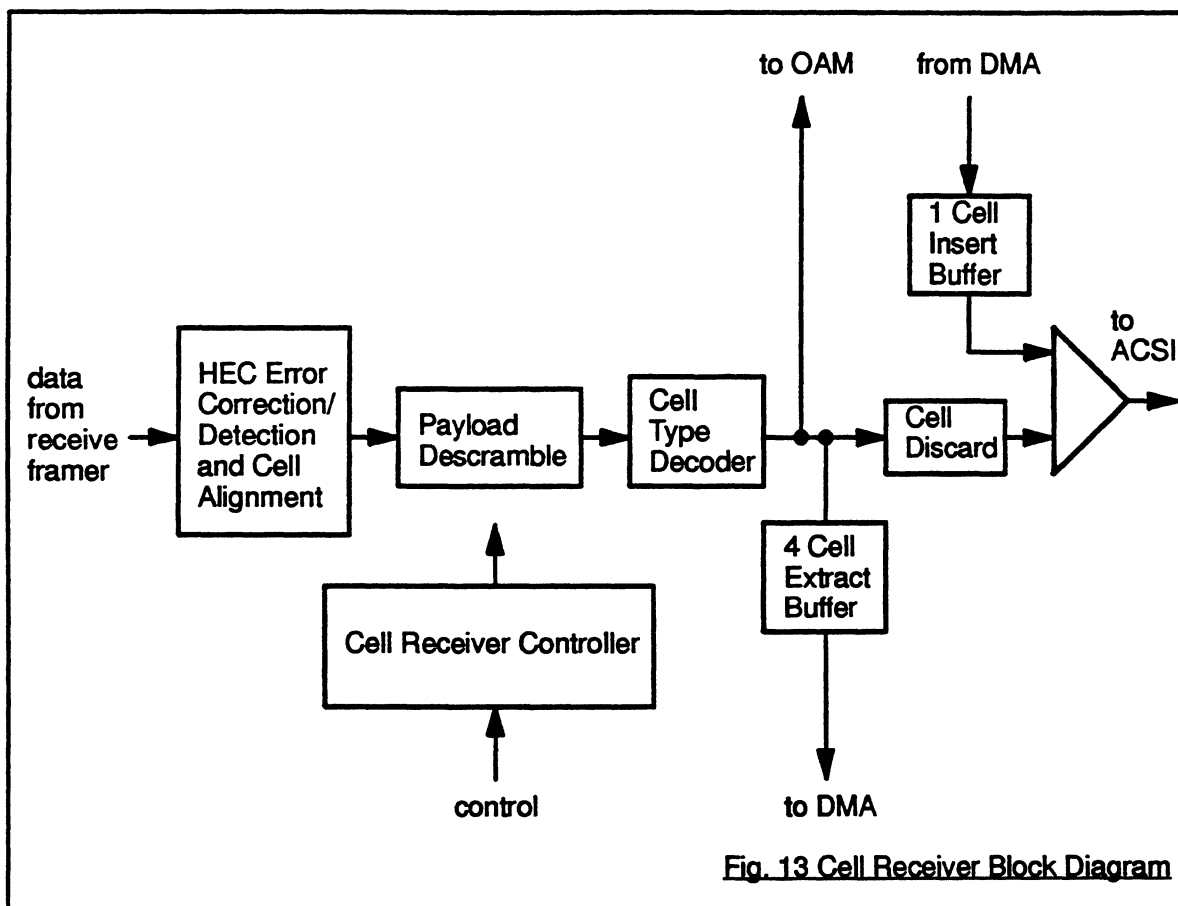 to OAM
from DMA
1 Cell
Insert
Buffer
to
ACSI
data
from
receive
framer
HEC Error
Correction/
Detection
and Cell
Alignment
Payload
Descramble
Cell
Type
Decoder
Cell
Discard
4 Cell
Extract
Buffer
Cell Receiver Controller
control
to DMA
Fig. 13 Cell Receiver Block Diagram